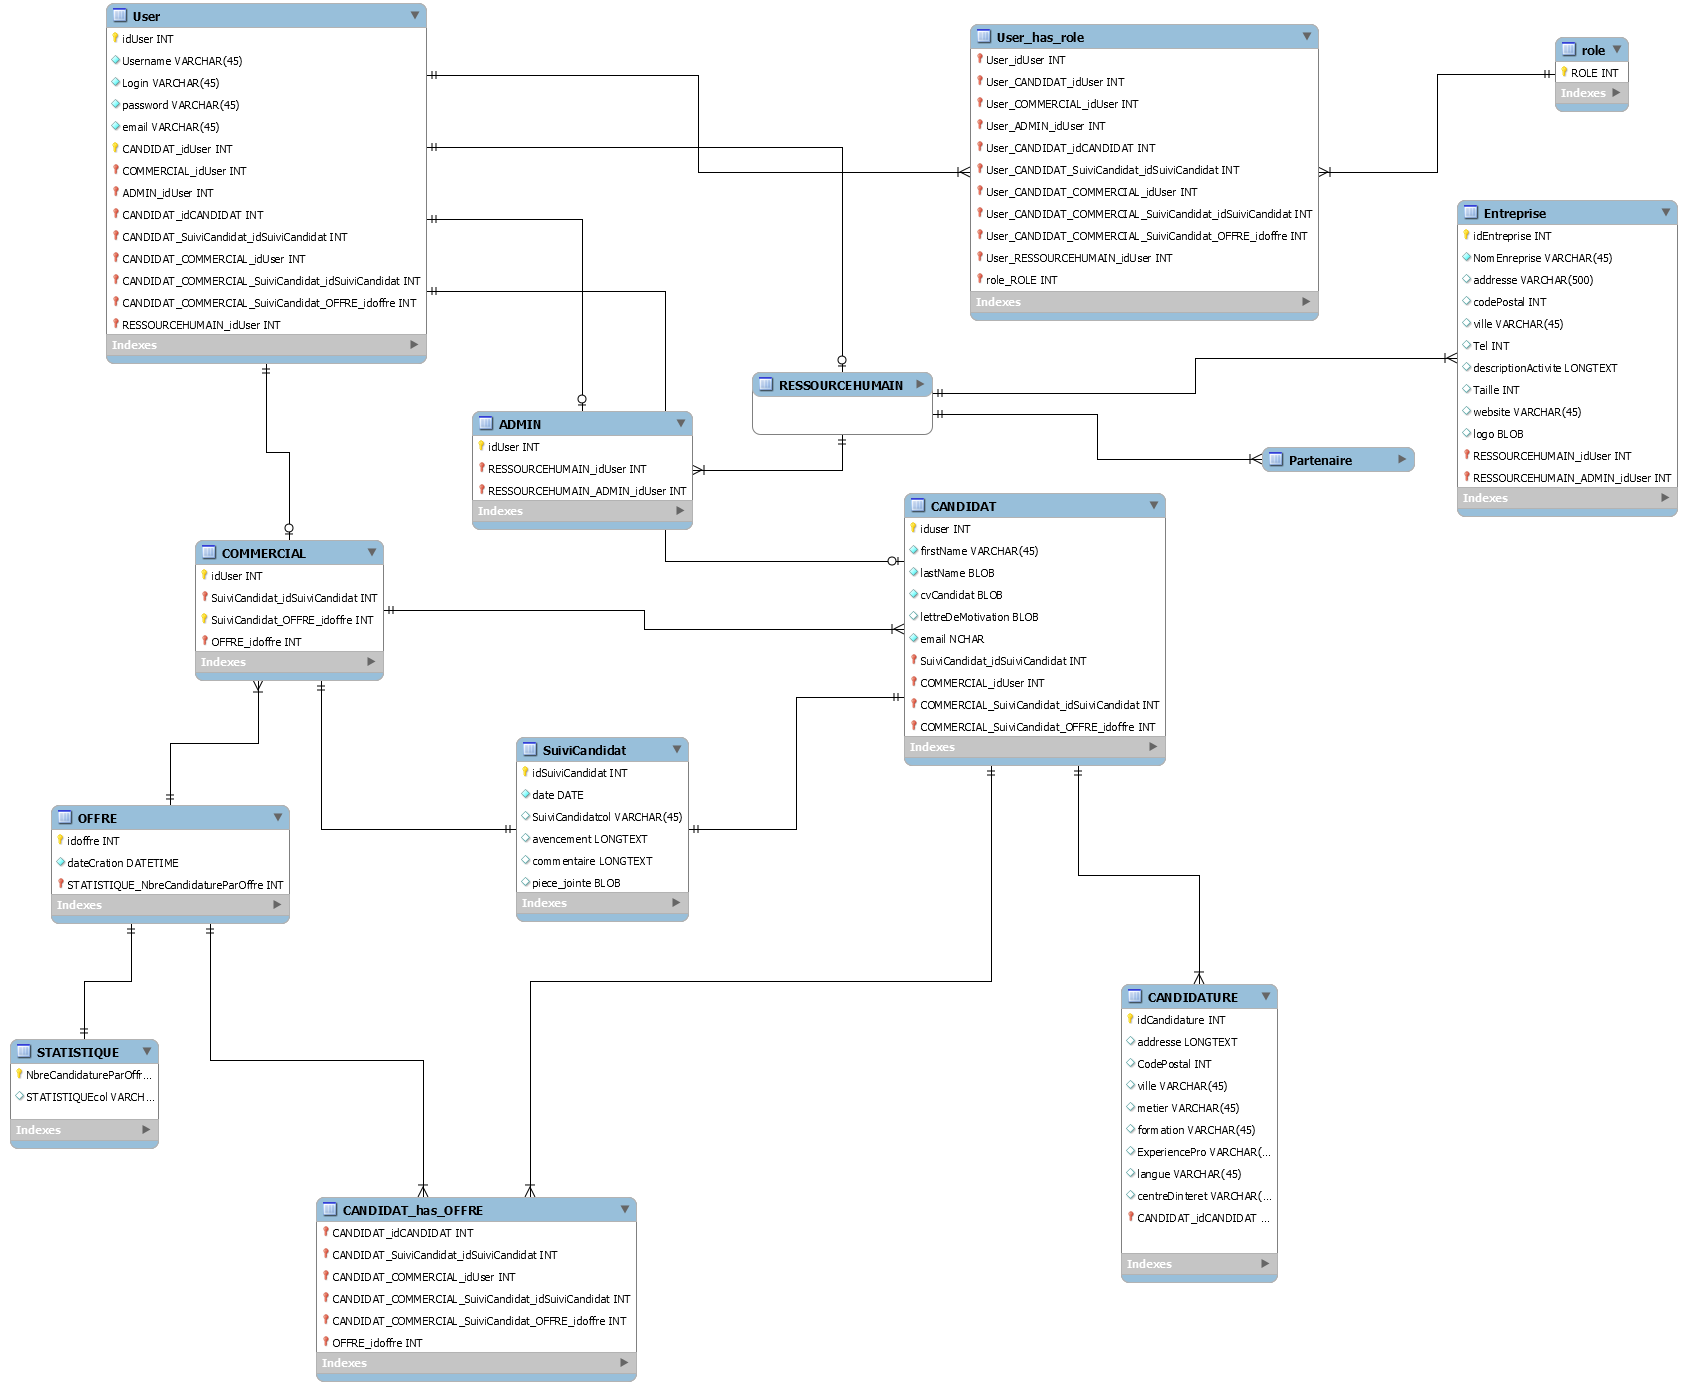 User
idUser INT
Username VARCHAR(45)
Login VARCHAR(45)
password VARCHAR(45)
email VARCHAR(45)
CANDIDAT_idUser INT
COMMERCIAL_idUser INT
ADMIN_idUser INT
CANDIDAT_idCANDIDAT INT
CANDIDAT_SuiviCandidat_idSuiviCandidat INT
CANDIDAT_COMMERCIAL_idUser INT
CANDIDAT_COMMERCIAL_SuiviCandidat_idSuiviCandidat INT
CANDIDAT_COMMERCIAL_SuiviCandidat_OFFRE_idoffre INT
RESSOURCEHUMAIN_idUser INT
Indexes
User_has_role
User_idUser INT
User_CANDIDAT_idUser INT
User_COMMERCIAL_idUser INT
User_ADMIN_idUser INT
User_CANDIDAT_idCANDIDAT INT
User_CANDIDAT_SuiviCandidat_idSuiviCandidat INT
User_CANDIDAT_COMMERCIAL_idUser INT
User_CANDIDAT_COMMERCIAL_SuiviCandidat_idSuiviCandidat INT
User_CANDIDAT_COMMERCIAL_SuiviCandidat_OFFRE_idoffre INT
User_RESSOURCEHUMAIN_idUser INT
role_ROLE INT
Indexes
role
ROLE INT
Indexes
Entreprise
idEntreprise INT
NomEnreprise VARCHAR(45)
addresse VARCHAR(500)
codePostal INT
ville VARCHAR(45)
Tel INT
descriptionActivite LONGTEXT
Taille INT
website VARCHAR(45)
logo BLOB
RESSOURCEHUMAIN_idUser INT
RESSOURCEHUMAIN_ADMIN_idUser INT
Indexes
RESSOURCEHUMAIN
Partenaire
ADMIN
idUser INT
RESSOURCEHUMAIN_idUser INT
RESSOURCEHUMAIN_ADMIN_idUser INT
Indexes
CANDIDAT
iduser INT
firstName VARCHAR(45)
lastName BLOB
cvCandidat BLOB
lettreDeMotivation BLOB
email NCHAR
SuiviCandidat_idSuiviCandidat INT
COMMERCIAL_idUser INT
COMMERCIAL_SuiviCandidat_idSuiviCandidat INT
COMMERCIAL_SuiviCandidat_OFFRE_idoffre INT
Indexes
COMMERCIAL
idUser INT
SuiviCandidat_idSuiviCandidat INT
SuiviCandidat_OFFRE_idoffre INT
OFFRE_idoffre INT
Indexes
SuiviCandidat
idSuiviCandidat INT
date DATE
SuiviCandidatcol VARCHAR(45)
avencement LONGTEXT
commentaire LONGTEXT
piece_jointe BLOB
Indexes
OFFRE
idoffre INT
dateCration DATETIME
STATISTIQUE_NbreCandidatureParOffre INT
Indexes
STATISTIQUE
NbreCandidatureParOffr...
STATISTIQUEcol VARCH...
Indexes
CANDIDATURE
idCandidature INT
addresse LONGTEXT
CodePostal INT
ville VARCHAR(45)
metier VARCHAR(45)
formation VARCHAR(45)
ExperiencePro VARCHAR(...
langue VARCHAR(45)
centreDinteret VARCHAR(...
CANDIDAT_idCANDIDAT ...
Indexes
CANDIDAT_has_OFFRE
CANDIDAT_idCANDIDAT INT
CANDIDAT_SuiviCandidat_idSuiviCandidat INT
CANDIDAT_COMMERCIAL_idUser INT
CANDIDAT_COMMERCIAL_SuiviCandidat_idSuiviCandidat INT
CANDIDAT_COMMERCIAL_SuiviCandidat_OFFRE_idoffre INT
OFFRE_idoffre INT
Indexes